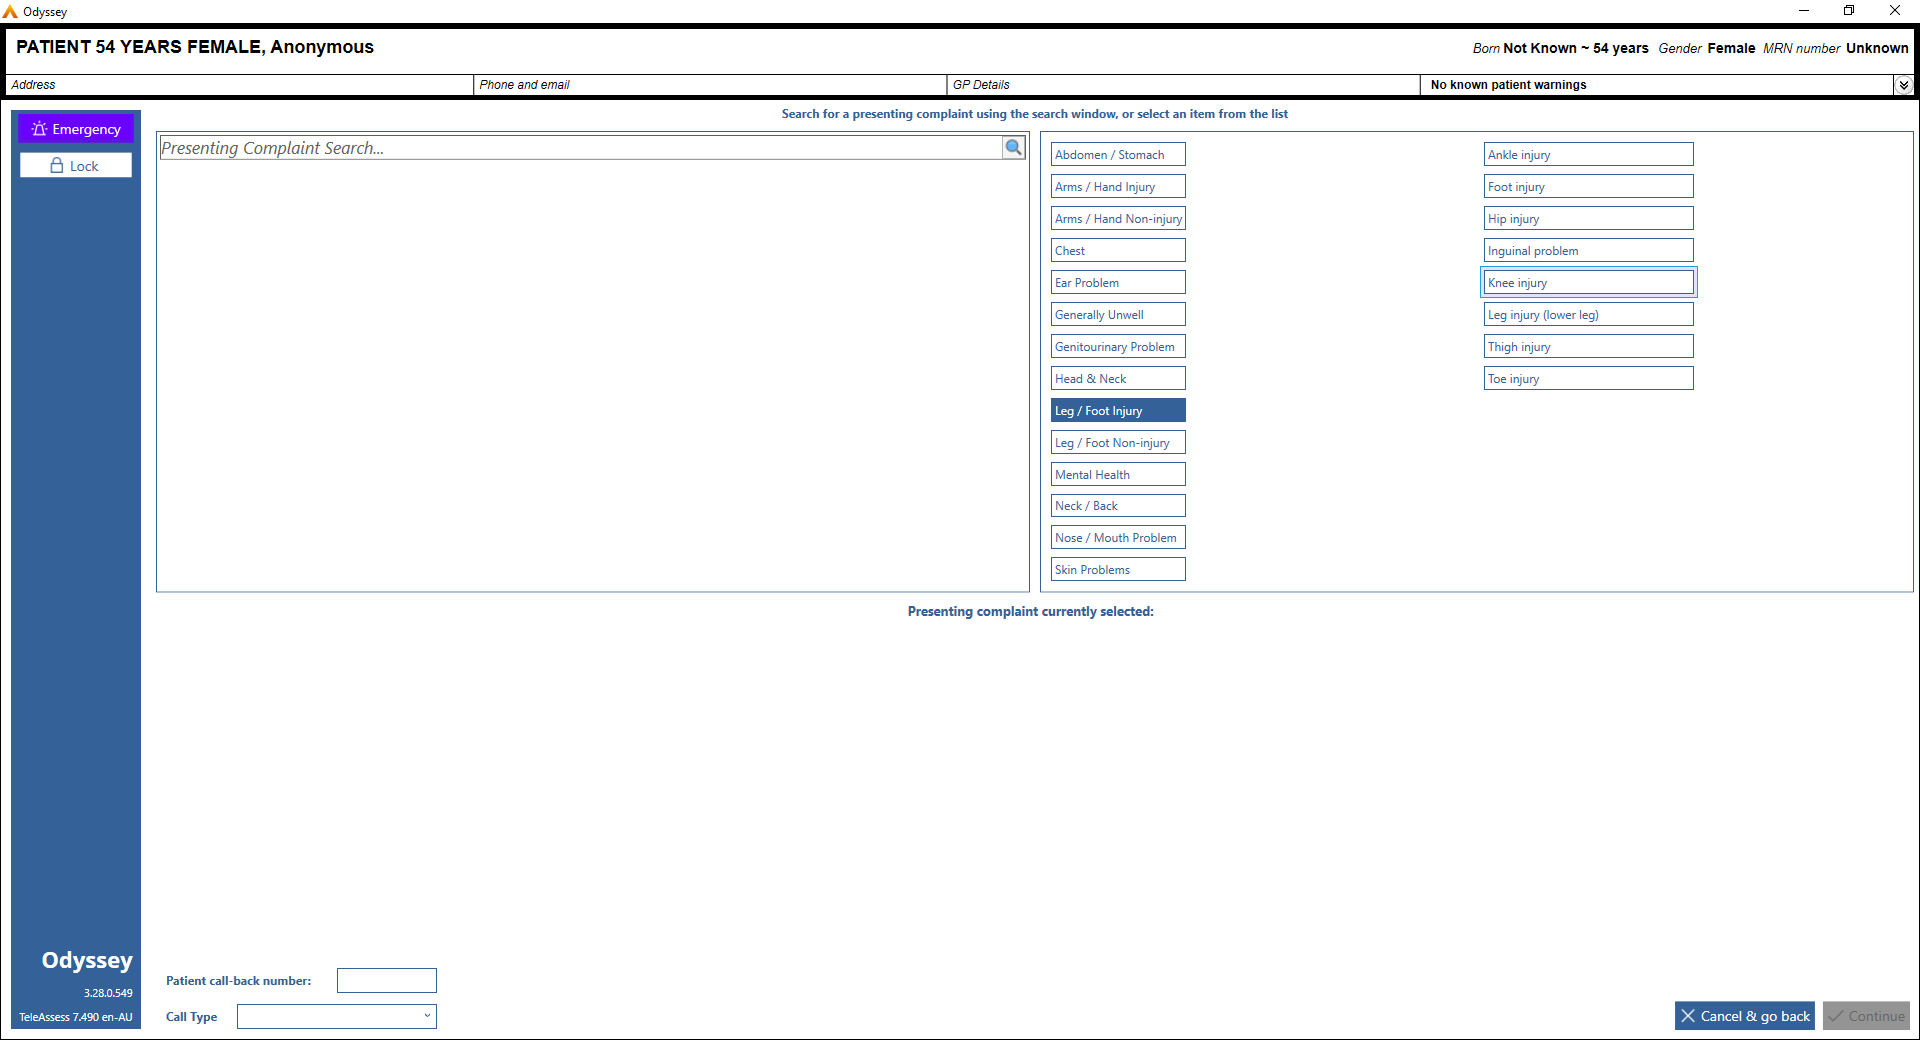 Odyssey
PATIENT 54 YEARS FEMALE, Anonymous
Born Not Known ~ 54 years Gender Female MRN number Unknown
Address
Phone and email
GP Details
No known patient warnings
Emergency
Lock
Search for a presenting complaint using the search window, or select an item from the list
Presenting Complaint Search...
Abdomen / Stomach
Arms / Hand Injury
Arms / Hand Non-injury
Chest
Ear Problem
Generally Unwell
Genitourinary Problem
Head & Neck
Leg / Foot Injury
Leg / Foot Non-injury
Mental Health
Neck / Back
Nose / Mouth Problem
Skin Problems
Ankle injury
Foot injury
Hip injury
Inguinal problem
Knee injury
Leg injury (lower leg)
Thigh injury
Toe injury
Presenting complaint currently selected:
Odyssey
3.28.0.549
TeleAssess 7.490 en-AU
Patient call-back number:
Call Type
Cancel & go back
Continue